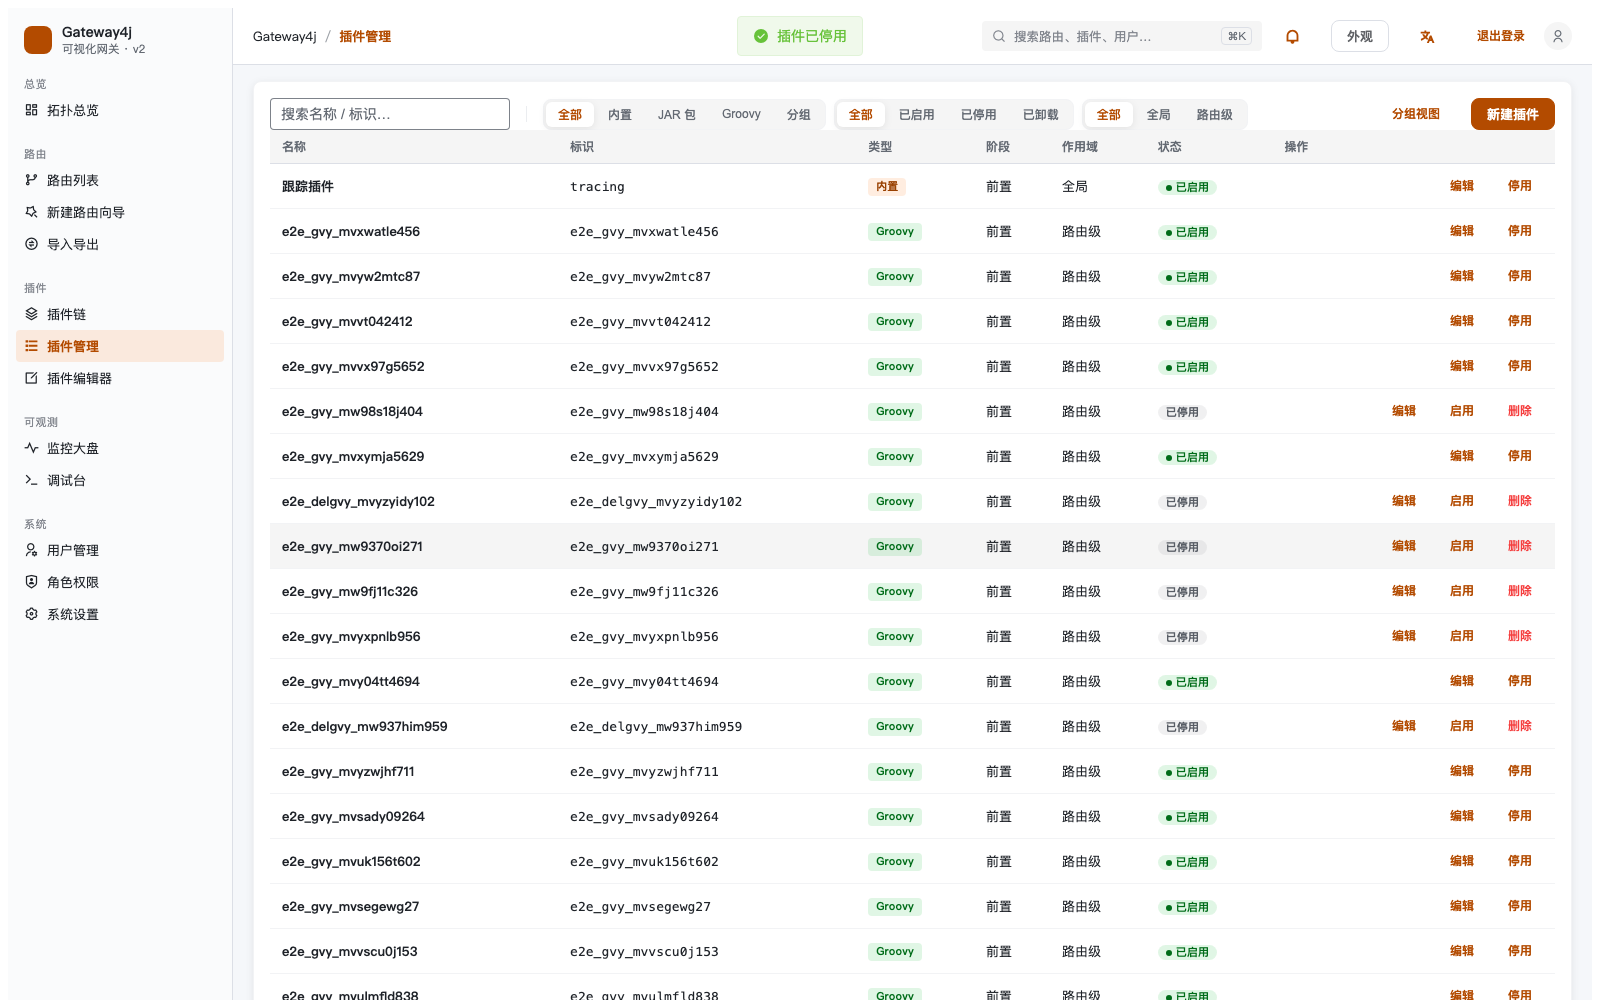 Gateway4j
可视化网关 · v2
总览
拓扑总览
路由
路由列表
新建路由向导
导入导出
插件
插件链
插件管理
插件编辑器
可观测
监控大盘
调试台
系统
用户管理
角色权限
系统设置
Gateway4j / 插件管理
插件已停用
搜索路由、插件、用户… ⌘K
外观
退出登录
搜索名称 / 标识… 全部 内置 JAR 包 Groovy 分组 全部 已启用 已停用 已卸载 全部 全局 路由级 分组视图 新建插件
名称 标识 类型 阶段 作用域 状态 操作
跟踪插件 tracing 内置 前置 全局 已启用 编辑 停用
e2e_gvy_mvxwatle456 e2e_gvy_mvxwatle456 Groovy 前置 路由级 已启用 编辑 停用
e2e_gvy_mvyw2mtc87 e2e_gvy_mvyw2mtc87 Groovy 前置 路由级 已启用 编辑 停用
e2e_gvy_mvvt042412 e2e_gvy_mvvt042412 Groovy 前置 路由级 已启用 编辑 停用
e2e_gvy_mvvx97g5652 e2e_gvy_mvvx97g5652 Groovy 前置 路由级 已启用 编辑 停用
e2e_gvy_mw98s18j404 e2e_gvy_mw98s18j404 Groovy 前置 路由级 已停用 编辑 启用 删除
e2e_gvy_mvxymja5629 e2e_gvy_mvxymja5629 Groovy 前置 路由级 已启用 编辑 停用
e2e_delgvy_mvyzyidy102 e2e_delgvy_mvyzyidy102 Groovy 前置 路由级 已停用 编辑 启用 删除
e2e_gvy_mw9370oi271 e2e_gvy_mw9370oi271 Groovy 前置 路由级 已停用 编辑 启用 删除
e2e_gvy_mw9fj11c326 e2e_gvy_mw9fj11c326 Groovy 前置 路由级 已停用 编辑 启用 删除
e2e_gvy_mvyxpnlb956 e2e_gvy_mvyxpnlb956 Groovy 前置 路由级 已停用 编辑 启用 删除
e2e_gvy_mvy04tt4694 e2e_gvy_mvy04tt4694 Groovy 前置 路由级 已启用 编辑 停用
e2e_delgvy_mw937him959 e2e_delgvy_mw937him959 Groovy 前置 路由级 已停用 编辑 启用 删除
e2e_gvy_mvyzwjhf711 e2e_gvy_mvyzwjhf711 Groovy 前置 路由级 已启用 编辑 停用
e2e_gvy_mvsady09264 e2e_gvy_mvsady09264 Groovy 前置 路由级 已启用 编辑 停用
e2e_gvy_mvuk156t602 e2e_gvy_mvuk156t602 Groovy 前置 路由级 已启用 编辑 停用
e2e_gvy_mvsegewg27 e2e_gvy_mvsegewg27 Groovy 前置 路由级 已启用 编辑 停用
e2e_gvy_mvvscu0j153 e2e_gvy_mvvscu0j153 Groovy 前置 路由级 已启用 编辑 停用
e2e_gvy_mvulmfld838 e2e_gvy_mvulmfld838 Groovy 前置 路由级 已启用 编辑 停用